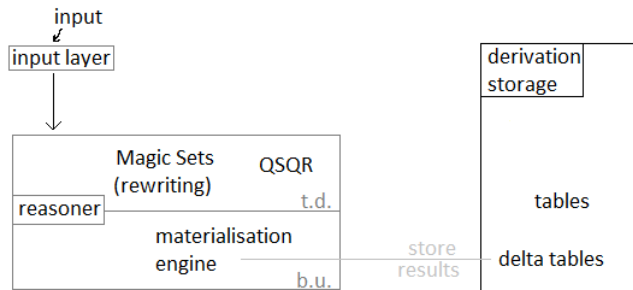 input
input layer
derivation
storage
Magic Sets
(rewriting)
QSQR
t.d.
reasoner
tables
materialisation
engine
b.u.
store
results
delta tables